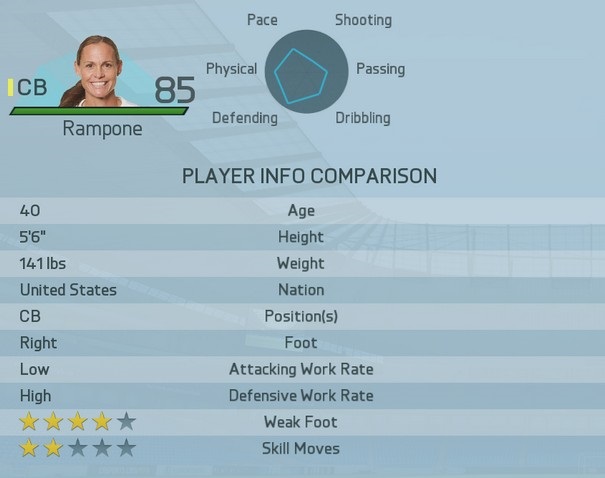 Pace Shooting
Physical Passing
CB 85
Defending Dribbling
Rampone
PLAYER INFO COMPARISON
40 Age
5'6" Height
141 lbs Weight
United States Nation
CB Position(s)
Right Foot
Low Attacking Work Rate
High Defensive Work Rate
Weak Foot
Skill Moves